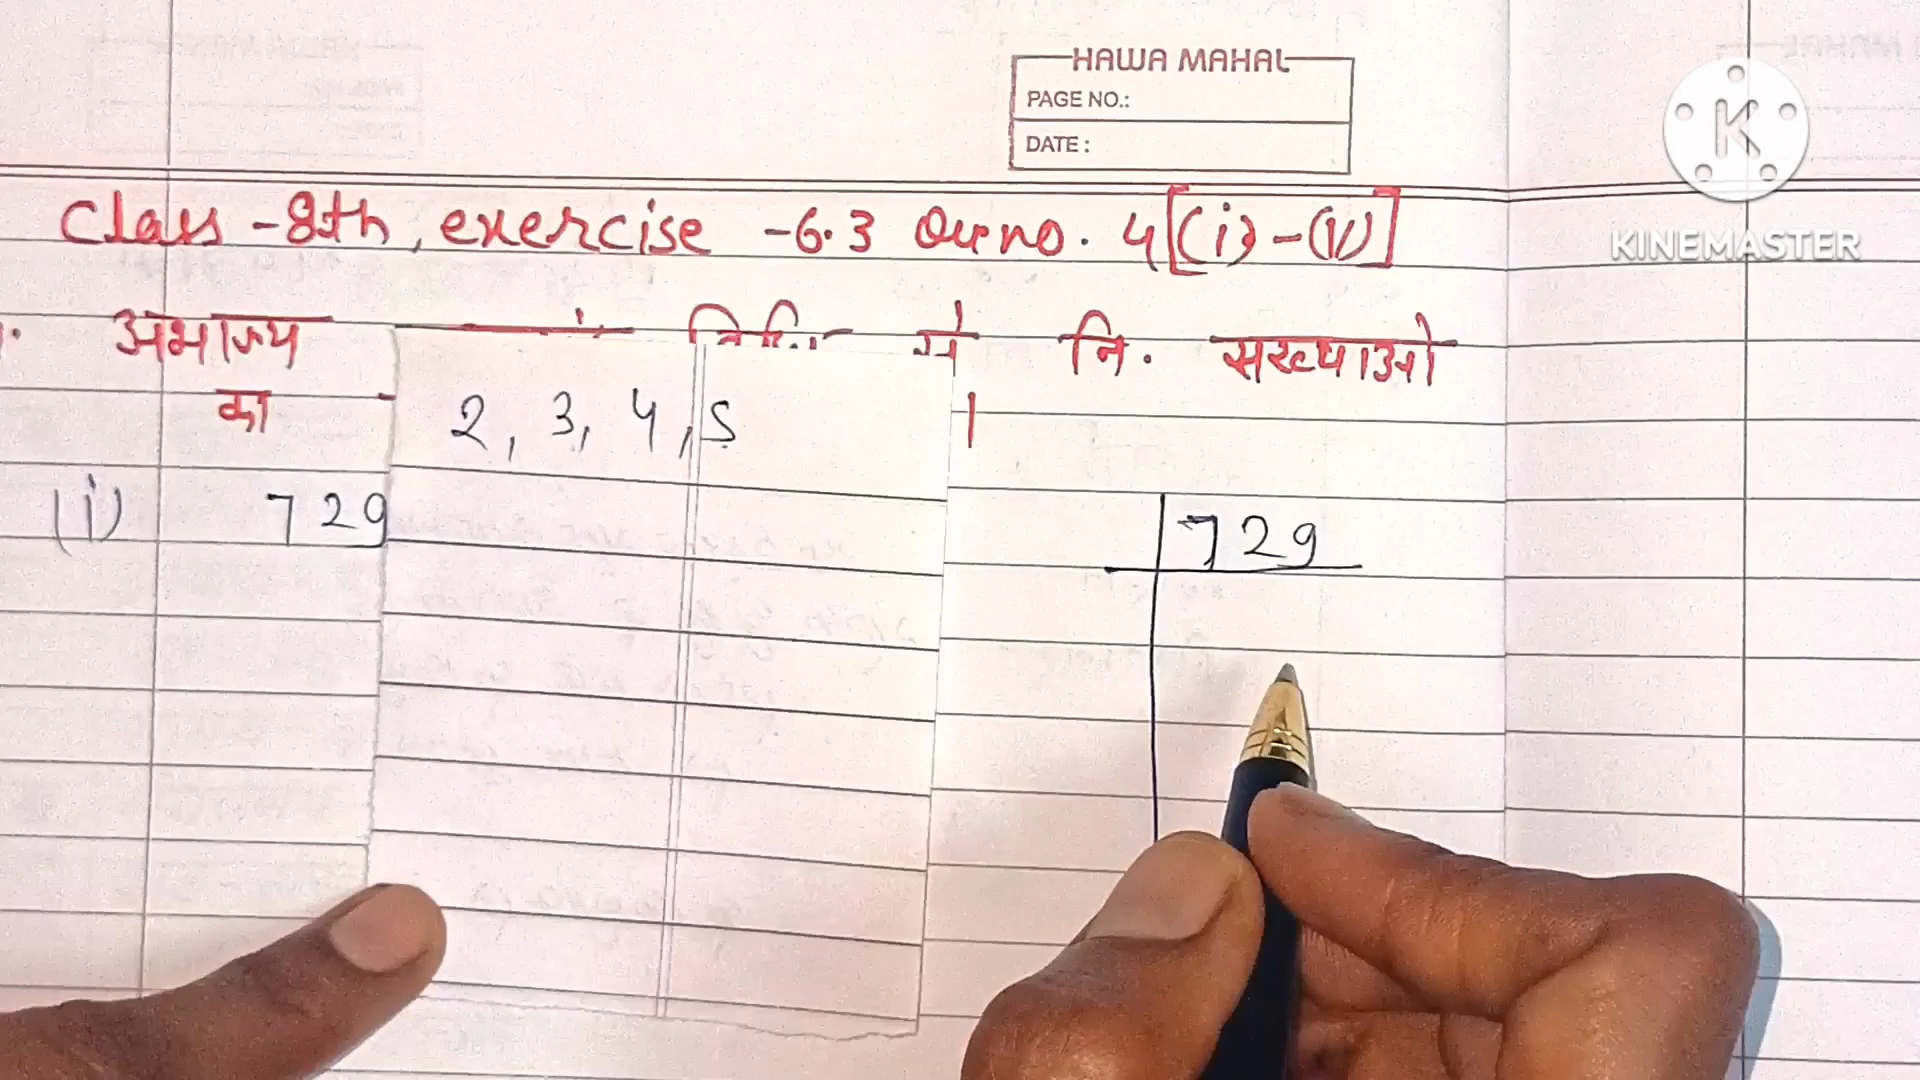 HAWA MAHAL
PAGE NO.:
DATE:
KINEMASTER
Class - 8th, exercise - 6.3 Qu. no. 4 [(i) - (V)]
अभाज्य नि. संख्याओ
का
2, 3, 4, 5
(i) 729
729